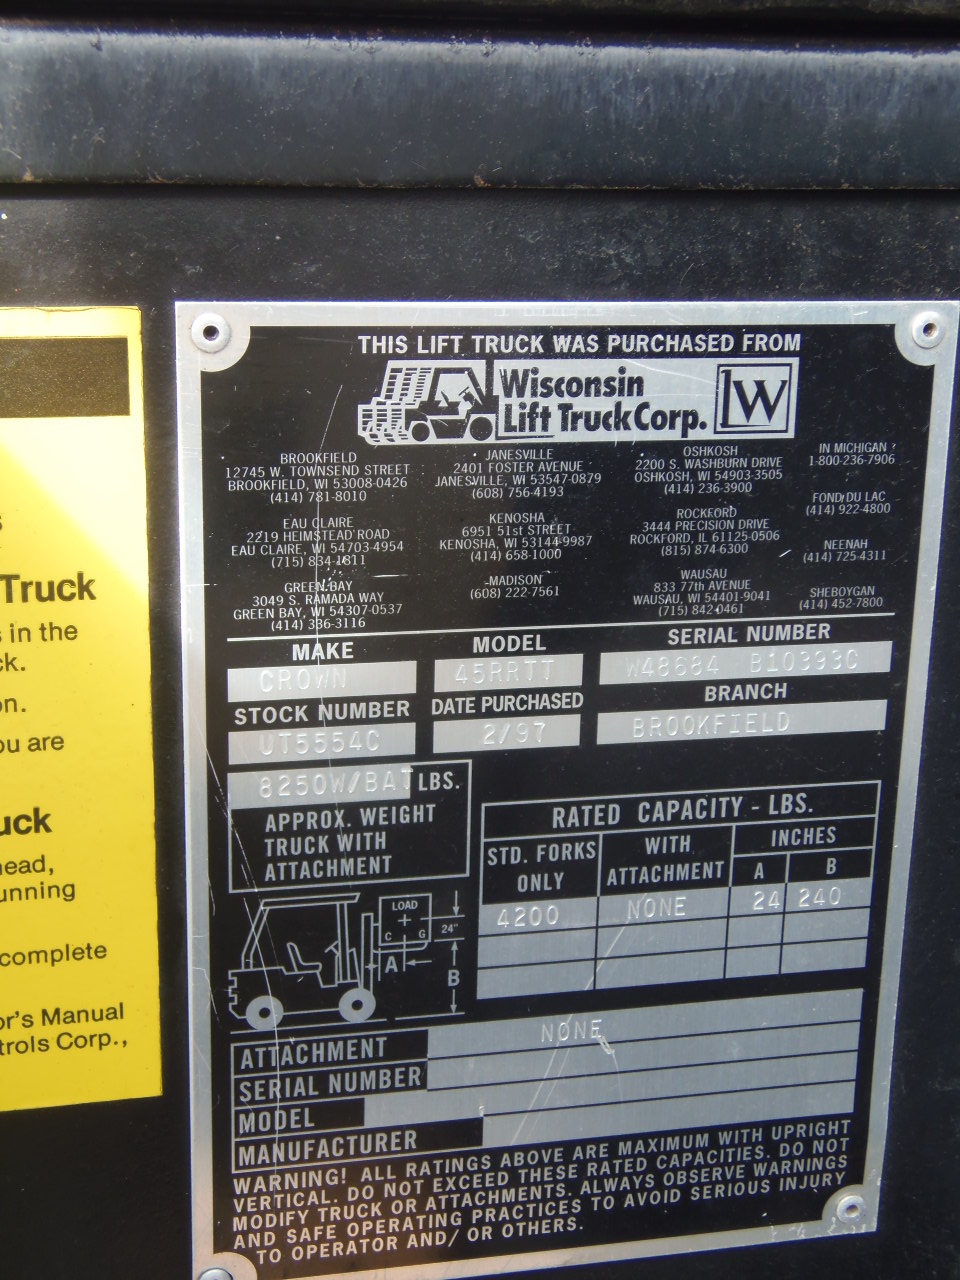 THIS LIFT TRUCK WAS PURCHASED FROM
Wisconsin
Lift Truck Corp.
LW
BROOKFIELD
12745 W. TOWNSEND STREET
BROOKFIELD, WI 53008-0426
(414) 781-8010
EAU CLAIRE
2219 HEIMSTEAD ROAD
EAU CLAIRE, WI 54703-4954
(715) 834-1811
GREEN BAY
3049 S. RAMADA WAY
GREEN BAY, WI 54307-0537
(414) 336-3116
JANESVILLE
2401 FOSTER AVENUE
JANESVILLE, WI 53547-0879
(608) 756-4193
KENOSHA
6951 51st STREET
KENOSHA, WI 53144-9987
(414) 658-1000
MADISON
(608) 222-7561
OSHKOSH
2200 S. WASHBURN DRIVE
OSHKOSH, WI 54903-3505
(414) 236-3900
ROCKFORD
3444 PRECISION DRIVE
ROCKFORD, IL 61125-0506
(815) 874-6300
WAUSAU
833 77th AVENUE
WAUSAU, WI 54401-9041
(715) 842-0461
IN MICHIGAN
1-800-236-7906
FOND DU LAC
(414) 922-4800
NEENAH
(414) 725-4311
SHEBOYGAN
(414) 452-7800
MAKE MODEL SERIAL NUMBER
CROWN 45RRTT W48684 B10393C
STOCK NUMBER DATE PURCHASED BRANCH
UT5554C 2/97 BROOKFIELD
8250W/BAT LBS.
APPROX. WEIGHT
TRUCK WITH
ATTACHMENT
RATED CAPACITY - LBS.
STD. FORKS ONLY WITH ATTACHMENT INCHES
A B
4200 NONE 24 240
LOAD
C G
24"
A
B
ATTACHMENT NONE
SERIAL NUMBER
MODEL
MANUFACTURER
WARNING! ALL RATINGS ABOVE ARE MAXIMUM WITH UPRIGHT
VERTICAL. DO NOT EXCEED THESE RATED CAPACITIES. DO NOT
MODIFY TRUCK OR ATTACHMENTS. ALWAYS OBSERVE WARNINGS
AND SAFE OPERATING PRACTICES TO AVOID SERIOUS INJURY
TO OPERATOR AND/ OR OTHERS.
Truck
s in the
ck.
on.
ou are
uck
head,
unning
complete
or's Manual
trols Corp.,